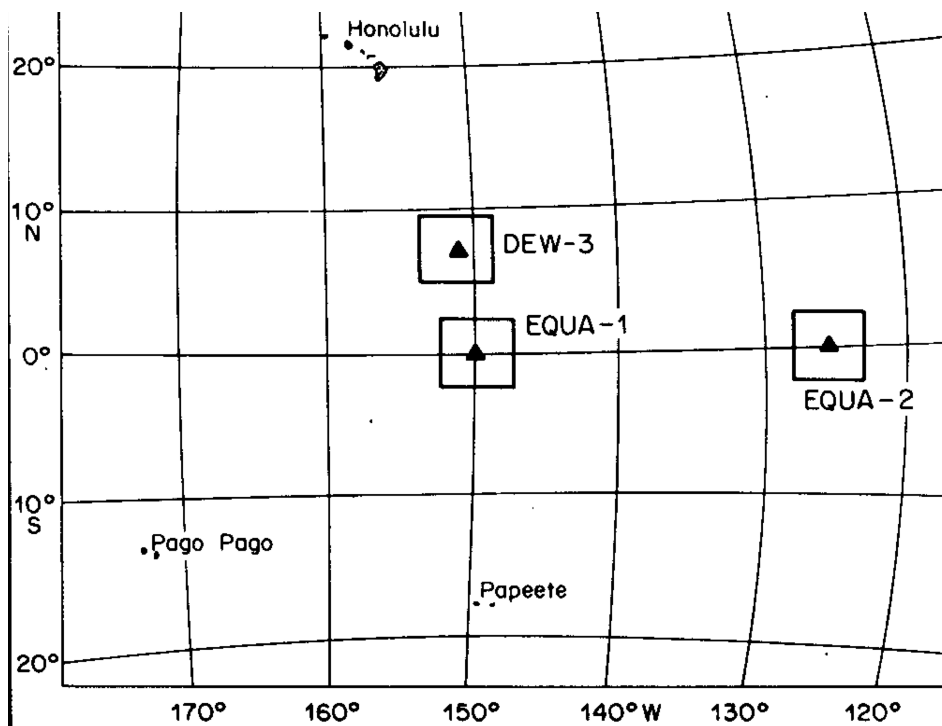 Honolulu
20°
10°
N
DEW-3
EQUA-1
0°
EQUA-2
10°
S
Pago Pago
Papeete
20°
170° 160° 150° 140°W 130° 120°